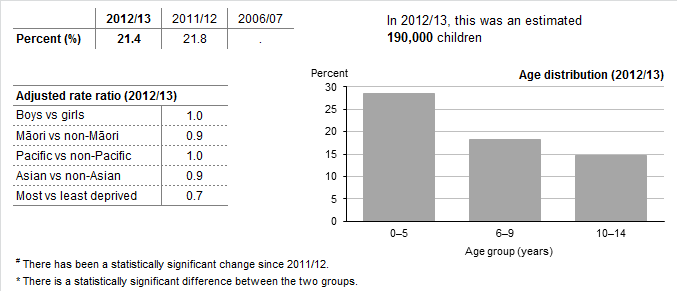 2012/13 2011/12 2006/07
Percent (%) 21.4 21.8 .
In 2012/13, this was an estimated
190,000 children
Adjusted rate ratio (2012/13)
Boys vs girls 1.0
Māori vs non-Māori 0.9
Pacific vs non-Pacific 1.0
Asian vs non-Asian 0.9
Most vs least deprived 0.7
Percent
Age distribution (2012/13)
30
25
20
15
10
5
0
0–5 6–9 10–14
Age group (years)
# There has been a statistically significant change since 2011/12.
* There is a statistically significant difference between the two groups.